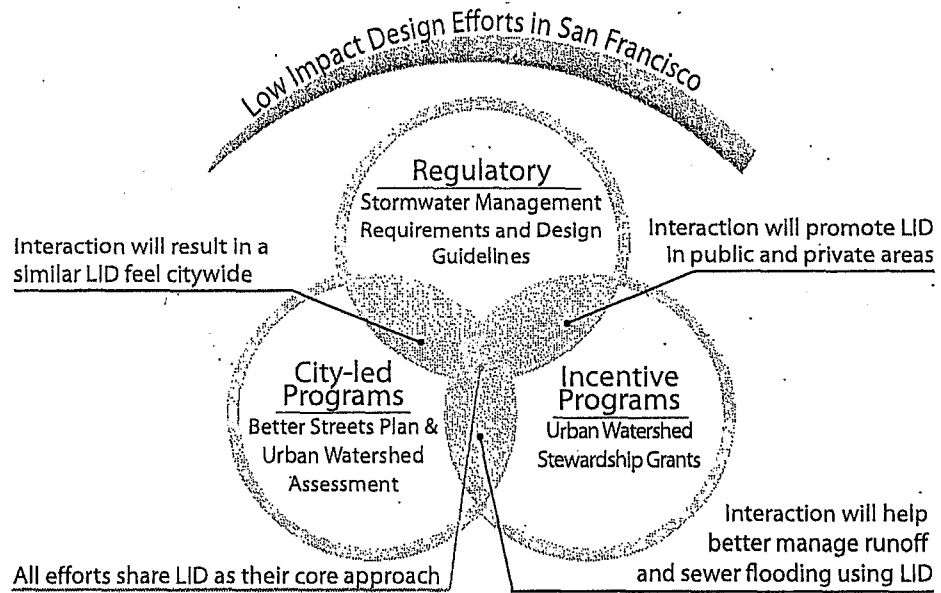 Low Impact Design Efforts in San Francisco
Regulatory
Stormwater Management
Requirements and Design
Guidelines
Interaction will result in a
similar LID feel citywide
Interaction will promote LID
in public and private areas
City-led
Programs
Better Streets Plan &
Urban Watershed
Assessment
Incentive
Programs
Urban Watershed
Stewardship Grants
All efforts share LID as their core approach
Interaction will help
better manage runoff
and sewer flooding using LID